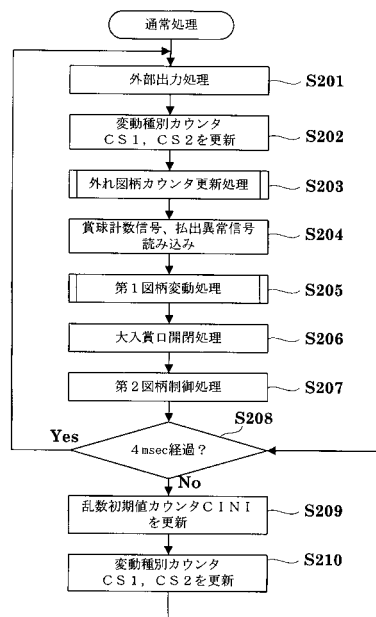 通常処理
外部出力処理
S201
変動種別カウンタ
CS1，CS2を更新
S202
外れ図柄カウンタ更新処理
S203
賞球計数信号、払出異常信号
読み込み
S204
第1図柄変動処理
S205
大入賞口開閉処理
S206
第2図柄制御処理
S207
S208
Yes
4msec経過？
No
乱数初期値カウンタCINI
を更新
S209
変動種別カウンタ
CS1，CS2を更新
S210